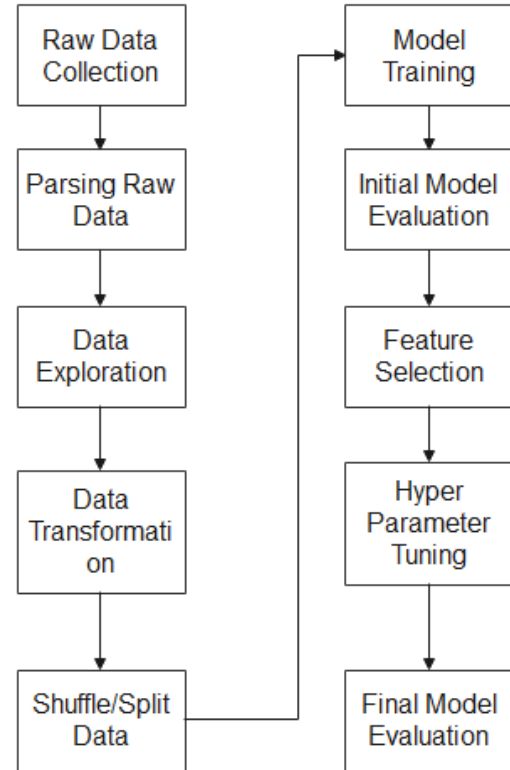 Raw Data
Collection
Parsing Raw
Data
Data
Exploration
Data
Transformati
on
Shuffle/Split
Data
Model
Training
Initial Model
Evaluation
Feature
Selection
Hyper
Parameter
Tuning
Final Model
Evaluation